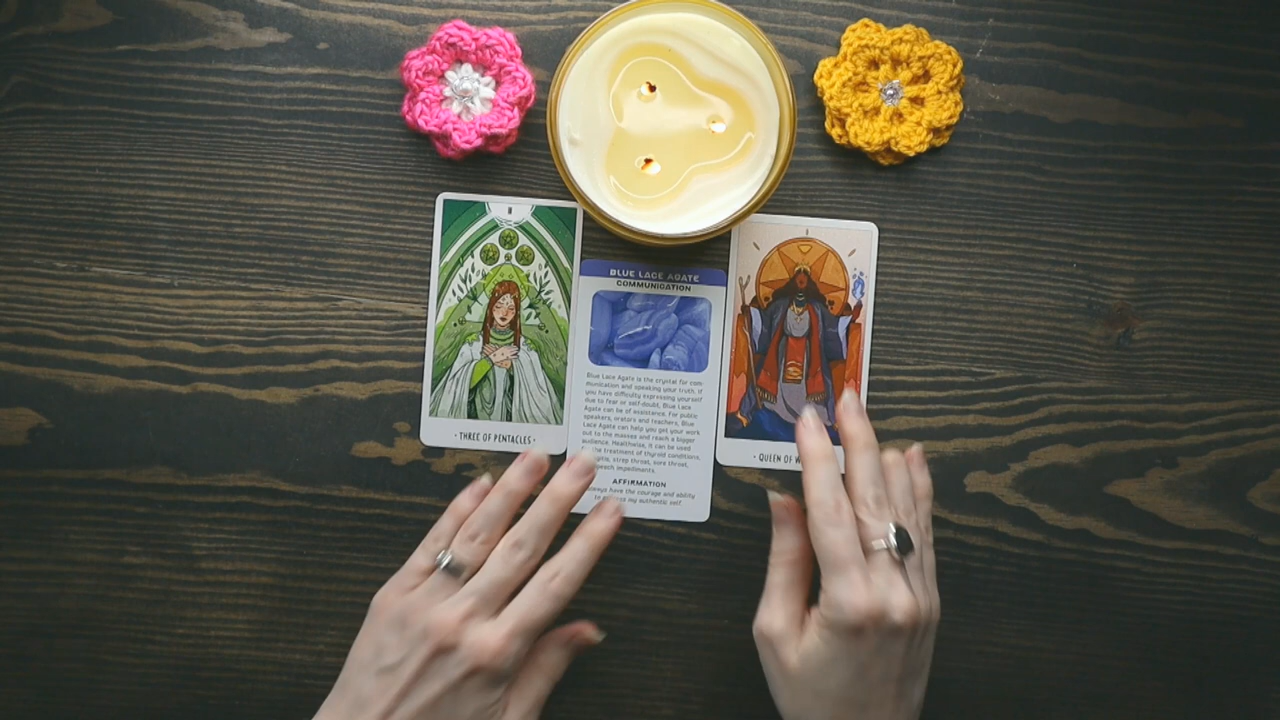 III
· THREE OF PENTACLES ·
BLUE LACE AGATE
COMMUNICATION
Blue Lace Agate is the crystal for com-
munication and speaking your truth. If
you have difficulty expressing yourself
due to fear or self-doubt, Blue Lace
Agate can be of assistance. For public
speakers, orators and teachers, Blue
Lace Agate can help you get your work
out to the masses and reach a bigger
audience. Healthwise, it can be used
the treatment of thyroid conditions,
strep throat, sore throat,
speech impediments.
AFFIRMATION
always have the courage and ability
to my authentic self.
· QUEEN OF